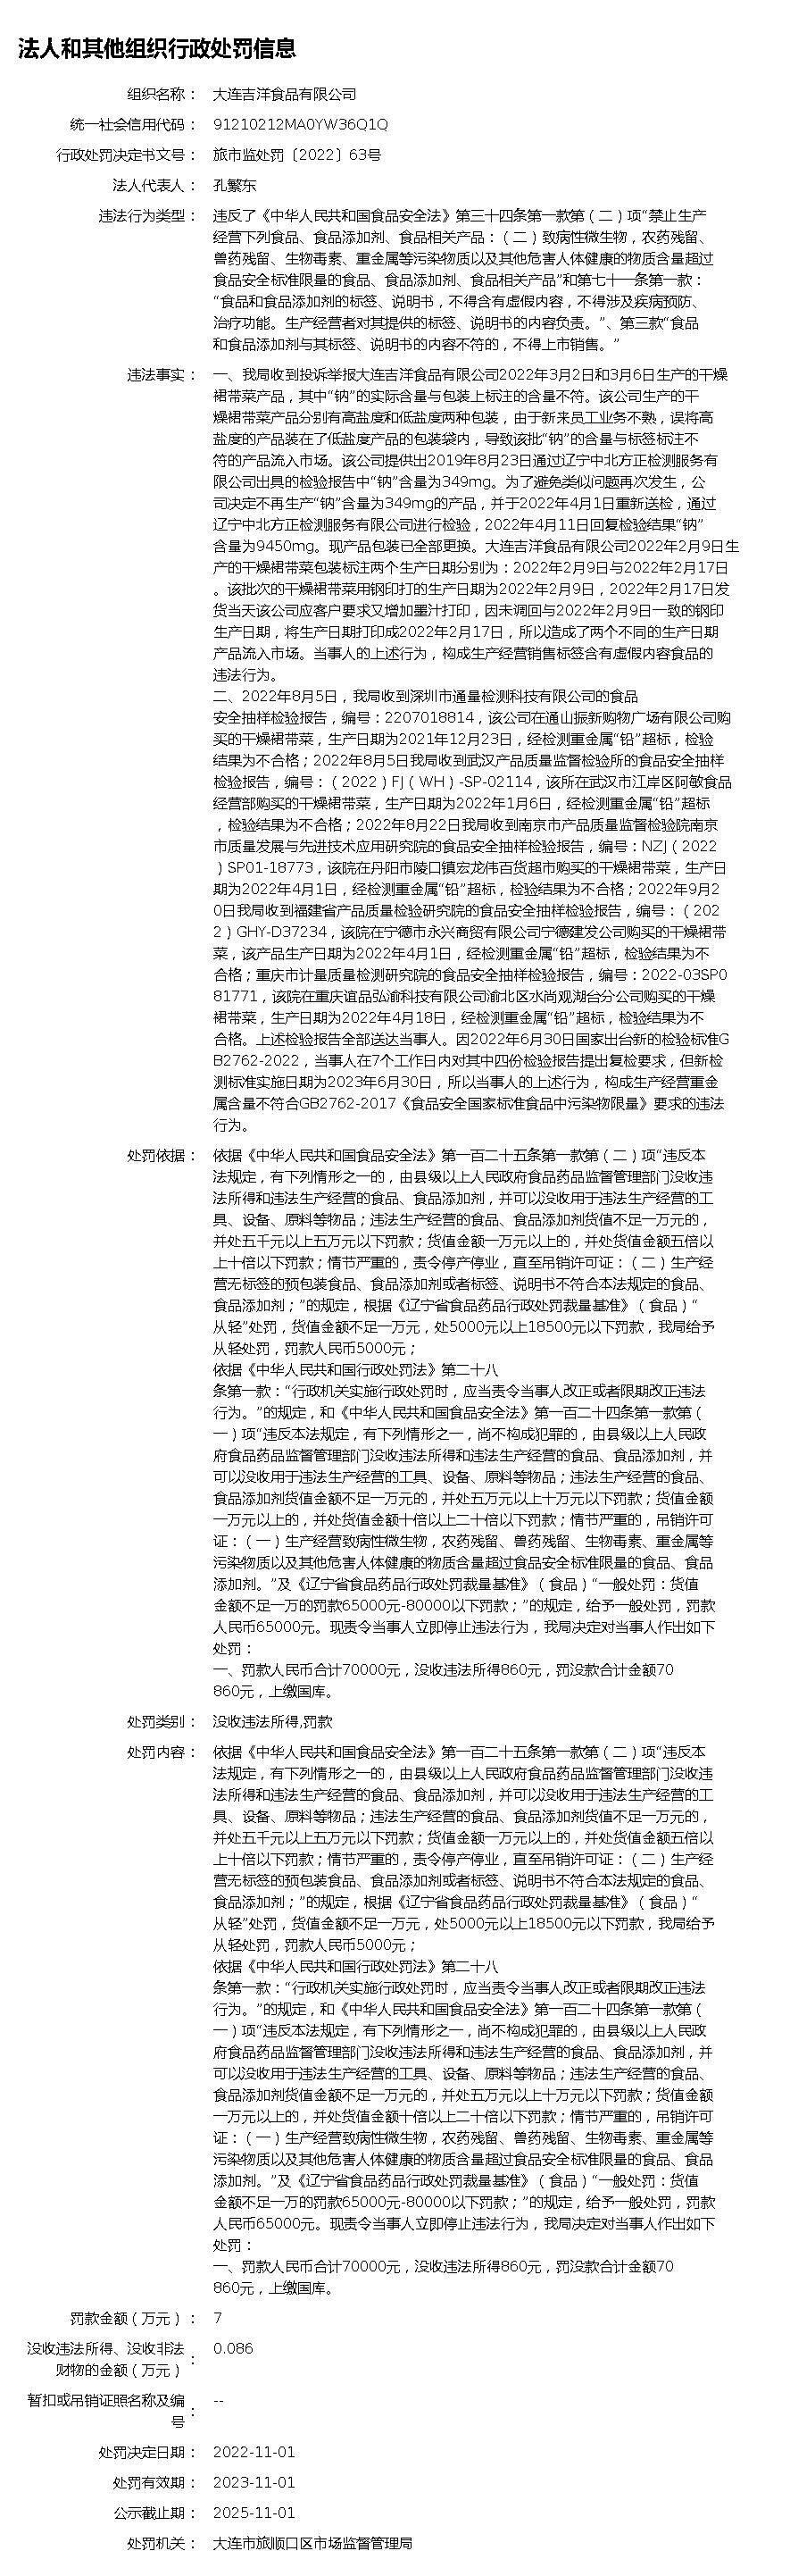 法人和其他组织行政处罚信息
组织名称： 大连吉洋食品有限公司
统一社会信用代码： 91210212MA0YW36Q1Q
行政处罚决定书文号： 旅市监处罚〔2022〕63号
法人代表人： 孔繁东
违法行为类型： 违反了《中华人民共和国食品安全法》第三十四条第一款第（二）项“禁止生产
经营下列食品、食品添加剂、食品相关产品：（二）致病性微生物，农药残留、
兽药残留、生物毒素、重金属等污染物质以及其他危害人体健康的物质含量超过
食品安全标准限量的食品、食品添加剂、食品相关产品”和第七十一条第一款：
“食品和食品添加剂的标签、说明书，不得含有虚假内容，不得涉及疾病预防、
治疗功能。生产经营者对其提供的标签、说明书的内容负责。”、第三款“食品
和食品添加剂与其标签、说明书的内容不符的，不得上市销售。”
违法事实： 一、我局收到投诉举报大连吉洋食品有限公司2022年3月2日和3月6日生产的干燥
裙带菜产品，其中“钠”的实际含量与包装上标注的含量不符。该公司生产的干
燥裙带菜产品分别有高盐度和低盐度两种包装，由于新来员工业务不熟，误将高
盐度的产品装在了低盐度产品的包装袋内，导致该批“钠”的含量与标签标注不
符的产品流入市场。该公司提供出2019年8月23日通过辽宁中北方正检测服务有
限公司出具的检验报告中“钠”含量为349mg。为了避免类似问题再次发生，公
司决定不再生产“钠”含量为349mg的产品，并于2022年4月1日重新送检，通过
辽宁中北方正检测服务有限公司进行检验，2022年4月11日回复检验结果“钠”
含量为9450mg。现产品包装已全部更换。大连吉洋食品有限公司2022年2月9日生
产的干燥裙带菜包装标注两个生产日期分别为：2022年2月9日与2022年2月17日
。该批次的干燥裙带菜用钢印打的生产日期为2022年2月9日，2022年2月17日发
货当天该公司应客户要求又增加墨汁打印，因未调回与2022年2月9日一致的钢印
生产日期，将生产日期打印成2022年2月17日，所以造成了两个不同的生产日期
产品流入市场。当事人的上述行为，构成生产经营销售标签含有虚假内容食品的
违法行为。
二、2022年8月5日，我局收到深圳市通量检测科技有限公司的食品
安全抽样检验报告，编号：2207018814，该公司在通山振新购物广场有限公司购
买的干燥裙带菜，生产日期为2021年12月23日，经检测重金属“铅”超标，检验
结果为不合格；2022年8月5日我局收到武汉产品质量监督检验所的食品安全抽样
检验报告，编号：（2022）FJ（WH）-SP-02114，该所在武汉市江岸区阿敏食品
经营部购买的干燥裙带菜，生产日期为2022年1月6日，经检测重金属“铅”超标
，检验结果为不合格；2022年8月22日我局收到南京市产品质量监督检验院南京
市质量发展与先进技术应用研究院的食品安全抽样检验报告，编号：NZJ（2022
）SP01-18773，该院在丹阳市陵口镇宏龙伟百货超市购买的干燥裙带菜，生产日
期为2022年4月1日，经检测重金属“铅”超标，检验结果为不合格；2022年9月2
0日我局收到福建省产品质量检验研究院的食品安全抽样检验报告，编号：（202
2）GHY-D37234，该院在宁德市永兴商贸有限公司宁德建发公司购买的干燥裙带
菜，该产品生产日期为2022年4月1日，经检测重金属“铅”超标，检验结果为不
合格；重庆市计量质量检测研究院的食品安全抽样检验报告，编号：2022-03SP0
81771，该院在重庆谊品弘渝科技有限公司渝北区水尚观湖台分公司购买的干燥
裙带菜，生产日期为2022年4月18日，经检测重金属“铅”超标，检验结果为不
合格。上述检验报告全部送达当事人。因2022年6月30日国家出台新的检验标准G
B2762-2022，当事人在7个工作日内对其中四份检验报告提出复检要求，但新检
测标准实施日期为2023年6月30日，所以当事人的上述行为，构成生产经营重金
属含量不符合GB2762-2017《食品安全国家标准食品中污染物限量》要求的违法
行为。
处罚依据： 依据《中华人民共和国食品安全法》第一百二十五条第一款第（二）项“违反本
法规定，有下列情形之一的，由县级以上人民政府食品药品监督管理部门没收违
法所得和违法生产经营的食品、食品添加剂，并可以没收用于违法生产经营的工
具、设备、原料等物品；违法生产经营的食品、食品添加剂货值不足一万元的，
并处五千元以上五万元以下罚款；货值金额一万元以上的，并处货值金额五倍以
上十倍以下罚款；情节严重的，责令停产停业，直至吊销许可证：（二）生产经
营无标签的预包装食品、食品添加剂或者标签、说明书不符合本法规定的食品、
食品添加剂；”的规定，根据《辽宁省食品药品行政处罚裁量基准》（食品）“
从轻”处罚，货值金额不足一万元，处5000元以上18500元以下罚款，我局给予
从轻处罚，罚款人民币5000元；
依据《中华人民共和国行政处罚法》第二十八
条第一款：“行政机关实施行政处罚时，应当责令当事人改正或者限期改正违法
行为。”的规定，和《中华人民共和国食品安全法》第一百二十四条第一款第（
一）项“违反本法规定，有下列情形之一，尚不构成犯罪的，由县级以上人民政
府食品药品监督管理部门没收违法所得和违法生产经营的食品、食品添加剂，并
可以没收用于违法生产经营的工具、设备、原料等物品；违法生产经营的食品、
食品添加剂货值金额不足一万元的，并处五万元以上十万元以下罚款；货值金额
一万元以上的，并处货值金额十倍以上二十倍以下罚款；情节严重的，吊销许可
证：（一）生产经营致病性微生物，农药残留、兽药残留、生物毒素、重金属等
污染物质以及其他危害人体健康的物质含量超过食品安全标准限量的食品、食品
添加剂。”及《辽宁省食品药品行政处罚裁量基准》（食品）“一般处罚：货值
金额不足一万的罚款65000元-80000以下罚款；”的规定，给予一般处罚，罚款
人民币65000元。现责令当事人立即停止违法行为，我局决定对当事人作出如下
处罚：
一、罚款人民币合计70000元，没收违法所得860元，罚没款合计金额70
860元，上缴国库。
处罚类别： 没收违法所得,罚款
处罚内容： 依据《中华人民共和国食品安全法》第一百二十五条第一款第（二）项“违反本
法规定，有下列情形之一的，由县级以上人民政府食品药品监督管理部门没收违
法所得和违法生产经营的食品、食品添加剂，并可以没收用于违法生产经营的工
具、设备、原料等物品；违法生产经营的食品、食品添加剂货值不足一万元的，
并处五千元以上五万元以下罚款；货值金额一万元以上的，并处货值金额五倍以
上十倍以下罚款；情节严重的，责令停产停业，直至吊销许可证：（二）生产经
营无标签的预包装食品、食品添加剂或者标签、说明书不符合本法规定的食品、
食品添加剂；”的规定，根据《辽宁省食品药品行政处罚裁量基准》（食品）“
从轻”处罚，货值金额不足一万元，处5000元以上18500元以下罚款，我局给予
从轻处罚，罚款人民币5000元；
依据《中华人民共和国行政处罚法》第二十八
条第一款：“行政机关实施行政处罚时，应当责令当事人改正或者限期改正违法
行为。”的规定，和《中华人民共和国食品安全法》第一百二十四条第一款第（
一）项“违反本法规定，有下列情形之一，尚不构成犯罪的，由县级以上人民政
府食品药品监督管理部门没收违法所得和违法生产经营的食品、食品添加剂，并
可以没收用于违法生产经营的工具、设备、原料等物品；违法生产经营的食品、
食品添加剂货值金额不足一万元的，并处五万元以上十万元以下罚款；货值金额
一万元以上的，并处货值金额十倍以上二十倍以下罚款；情节严重的，吊销许可
证：（一）生产经营致病性微生物，农药残留、兽药残留、生物毒素、重金属等
污染物质以及其他危害人体健康的物质含量超过食品安全标准限量的食品、食品
添加剂。”及《辽宁省食品药品行政处罚裁量基准》（食品）“一般处罚：货值
金额不足一万的罚款65000元-80000以下罚款；”的规定，给予一般处罚，罚款
人民币65000元。现责令当事人立即停止违法行为，我局决定对当事人作出如下
处罚：
一、罚款人民币合计70000元，没收违法所得860元，罚没款合计金额70
860元，上缴国库。
罚款金额（万元）： 7
没收违法所得、没收非法
财物的金额（万元）： 0.086
暂扣或吊销证照名称及编
号： --
处罚决定日期： 2022-11-01
处罚有效期： 2023-11-01
公示截止期： 2025-11-01
处罚机关： 大连市旅顺口区市场监督管理局